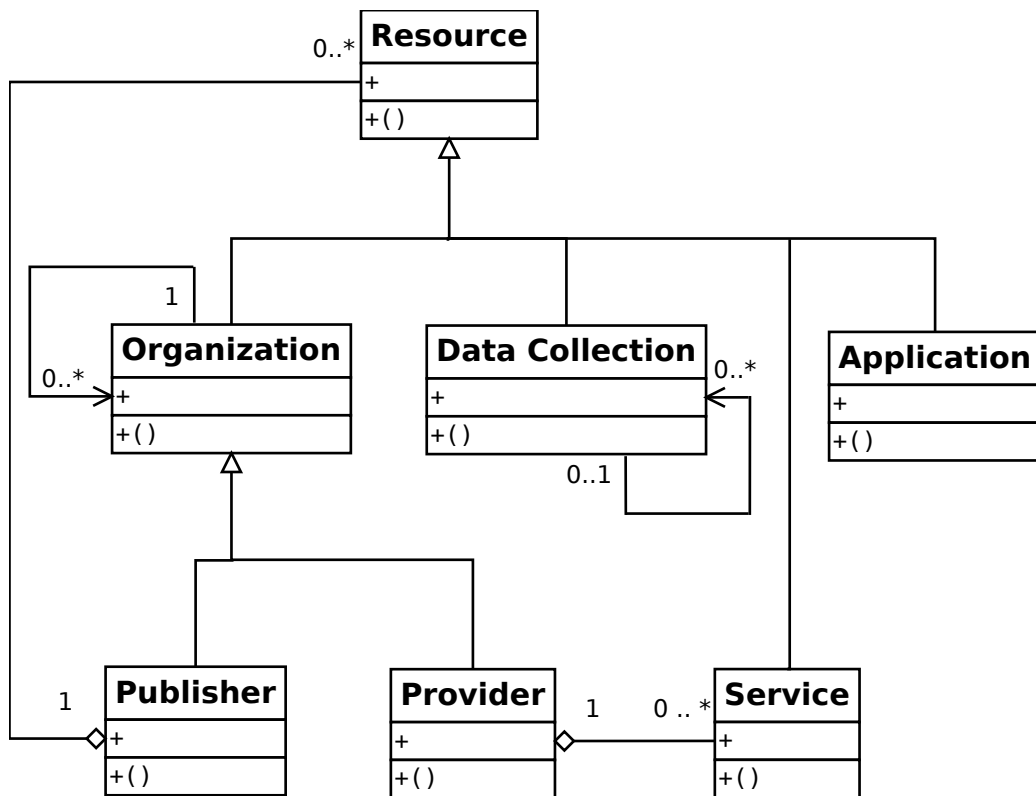 0..*
Resource
+
+()
1
0..*
Organization
+
+()
Data Collection
+
+()
0..*
0..1
Application
+
+()
1
Publisher
+
+()
Provider
+
+()
1
0 .. *
Service
+
+()